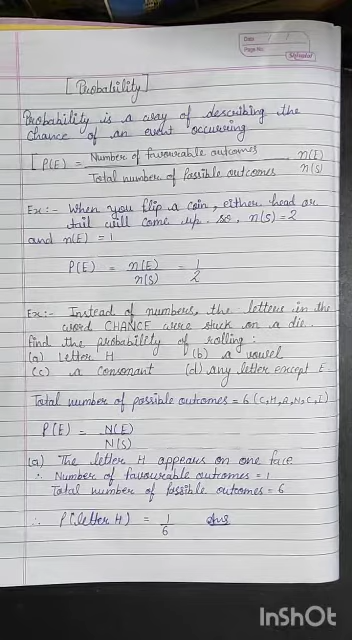 Date / /
Page No.
Shivalal
[Probability]
Probability is a way of describing the
chance of an event occurring
[P(E) = Number of favourable outcomes n(E)
Total number of Possible outcomes n(S)
Ex:- When you flip a coin, either head or
tail will come up. so, n(s) = 2
and n(E) = 1
P(E) = n(E) = 1
n(S) 2
Ex:- Instead of numbers, the letters in the
word CHANCE were stuck on a die.
find the probability of rolling:
(a) Letter H (b) a vowel
(c) a consonant (d) any letter except E.
Total number of possible outcomes = 6 (C,H,A,N,C,E)
P(E) = N(E)
N(S)
(a) The letter H appears on one face
∴ Number of favourable outcomes = 1
Total number of Possible outcomes = 6
∴ P(letter H) = 1 Ans
6
InShOt